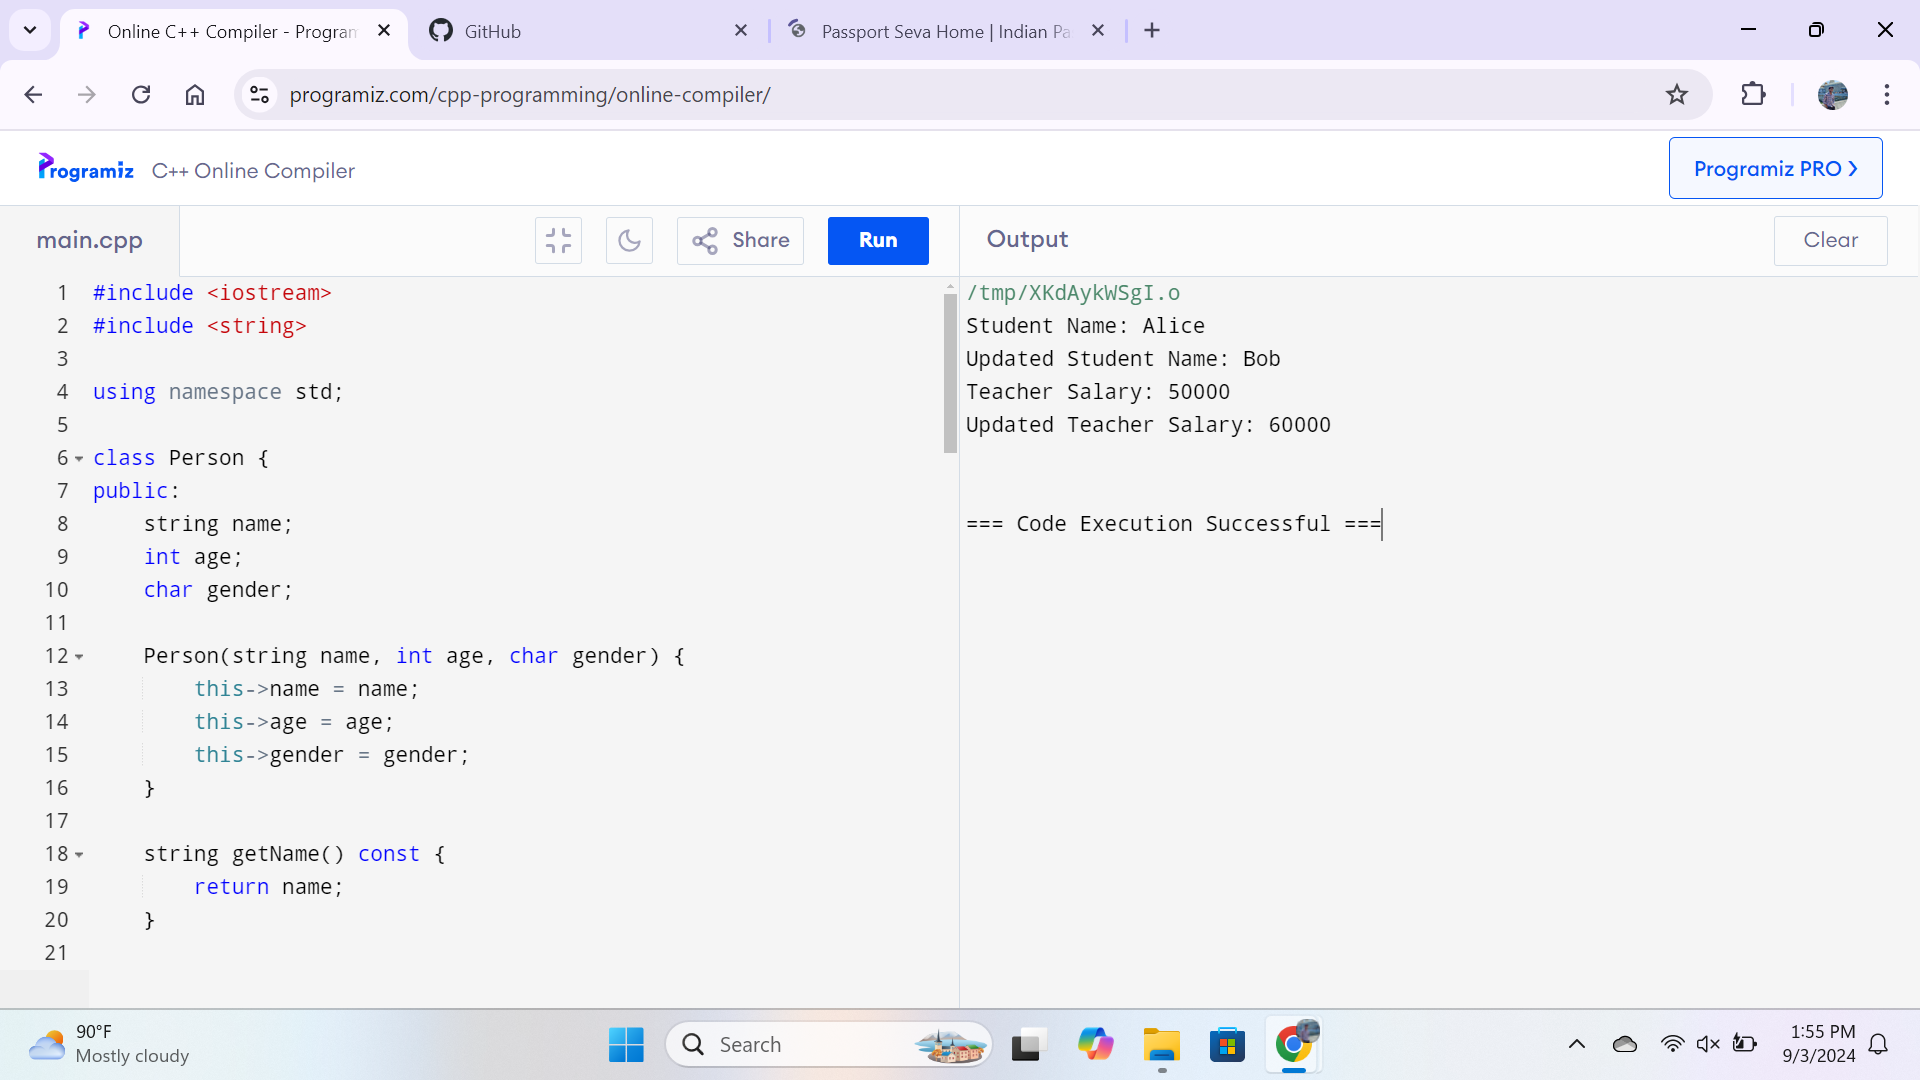 Online C++ Compiler - Program
GitHub
Passport Seva Home | Indian Pa
programiz.com/cpp-programming/online-compiler/
Programiz C++ Online Compiler
Programiz PRO
main.cpp
Share
Run
Output
Clear
1 #include <iostream>
2 #include <string>
3
4 using namespace std;
5
6 class Person {
7 public:
8     string name;
9     int age;
10     char gender;
11
12     Person(string name, int age, char gender) {
13         this->name = name;
14         this->age = age;
15         this->gender = gender;
16     }
17
18     string getName() const {
19         return name;
20     }
21
/tmp/XKdAykWSgI.o
Student Name: Alice
Updated Student Name: Bob
Teacher Salary: 50000
Updated Teacher Salary: 60000
=== Code Execution Successful ===
90°F
Mostly cloudy
Search
1:55 PM
9/3/2024